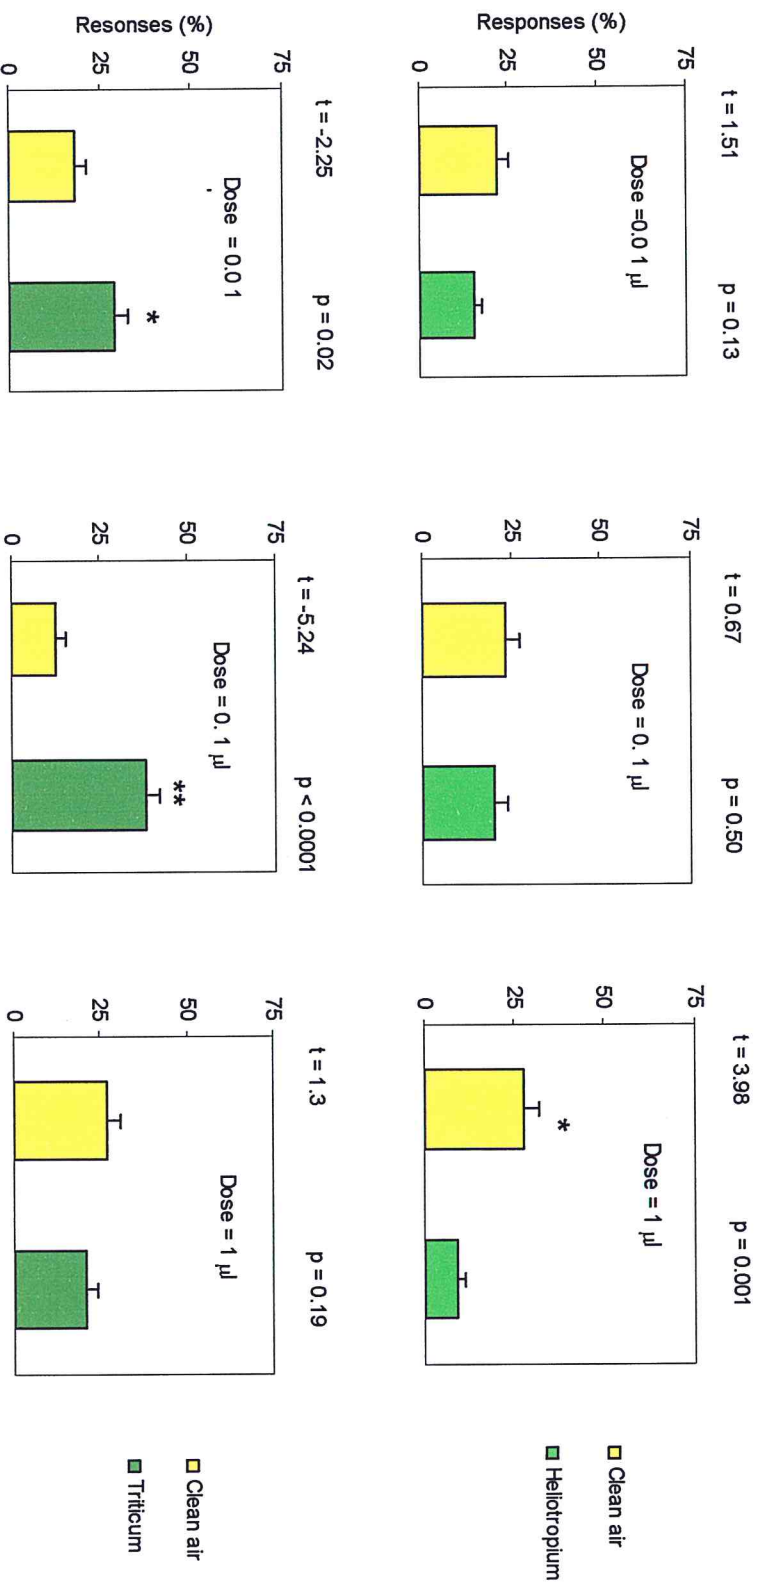 t = 1.51 p = 0.13
Responses (%)
75
50
25
0
Dose =0.0 1 µl
t = 0.67 p = 0.50
75
50
25
0
Dose = 0. 1 µl
t = 3.98 p = 0.001
75
50
25
0
Dose = 1 µl
*
Clean air
Heliotropium
t = -2.25 p = 0.02
Resonses (%)
75
50
25
0
Dose = 0.0 1
*
t = -5.24 p < 0.0001
75
50
25
0
Dose = 0. 1 µl
**
t = 1.3 p = 0.19
75
50
25
0
Dose = 1 µl
Clean air
Triticum